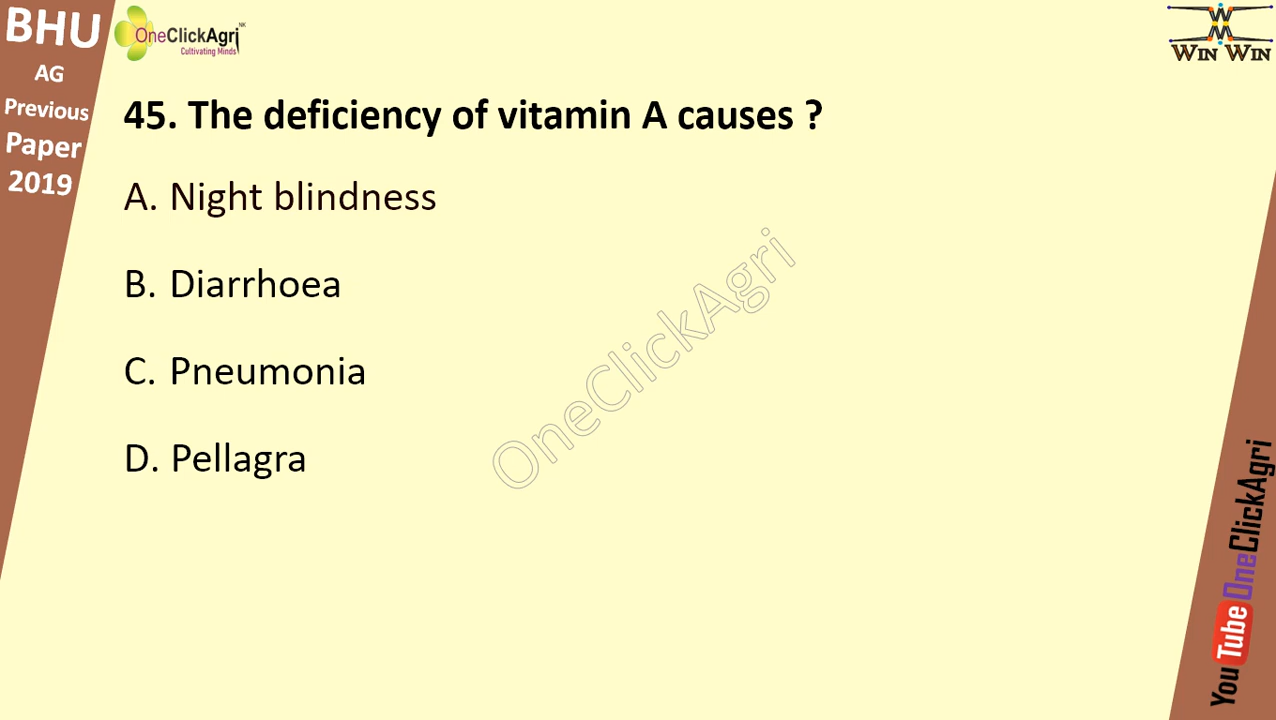 BHU
AG
Previous
Paper
2019
OneClickAgri NK
Cultivating Minds
WIN WIN
45. The deficiency of vitamin A causes ?
A. Night blindness
B. Diarrhoea
C. Pneumonia
D. Pellagra
OneClickAgri
YouTube OneClickAgri